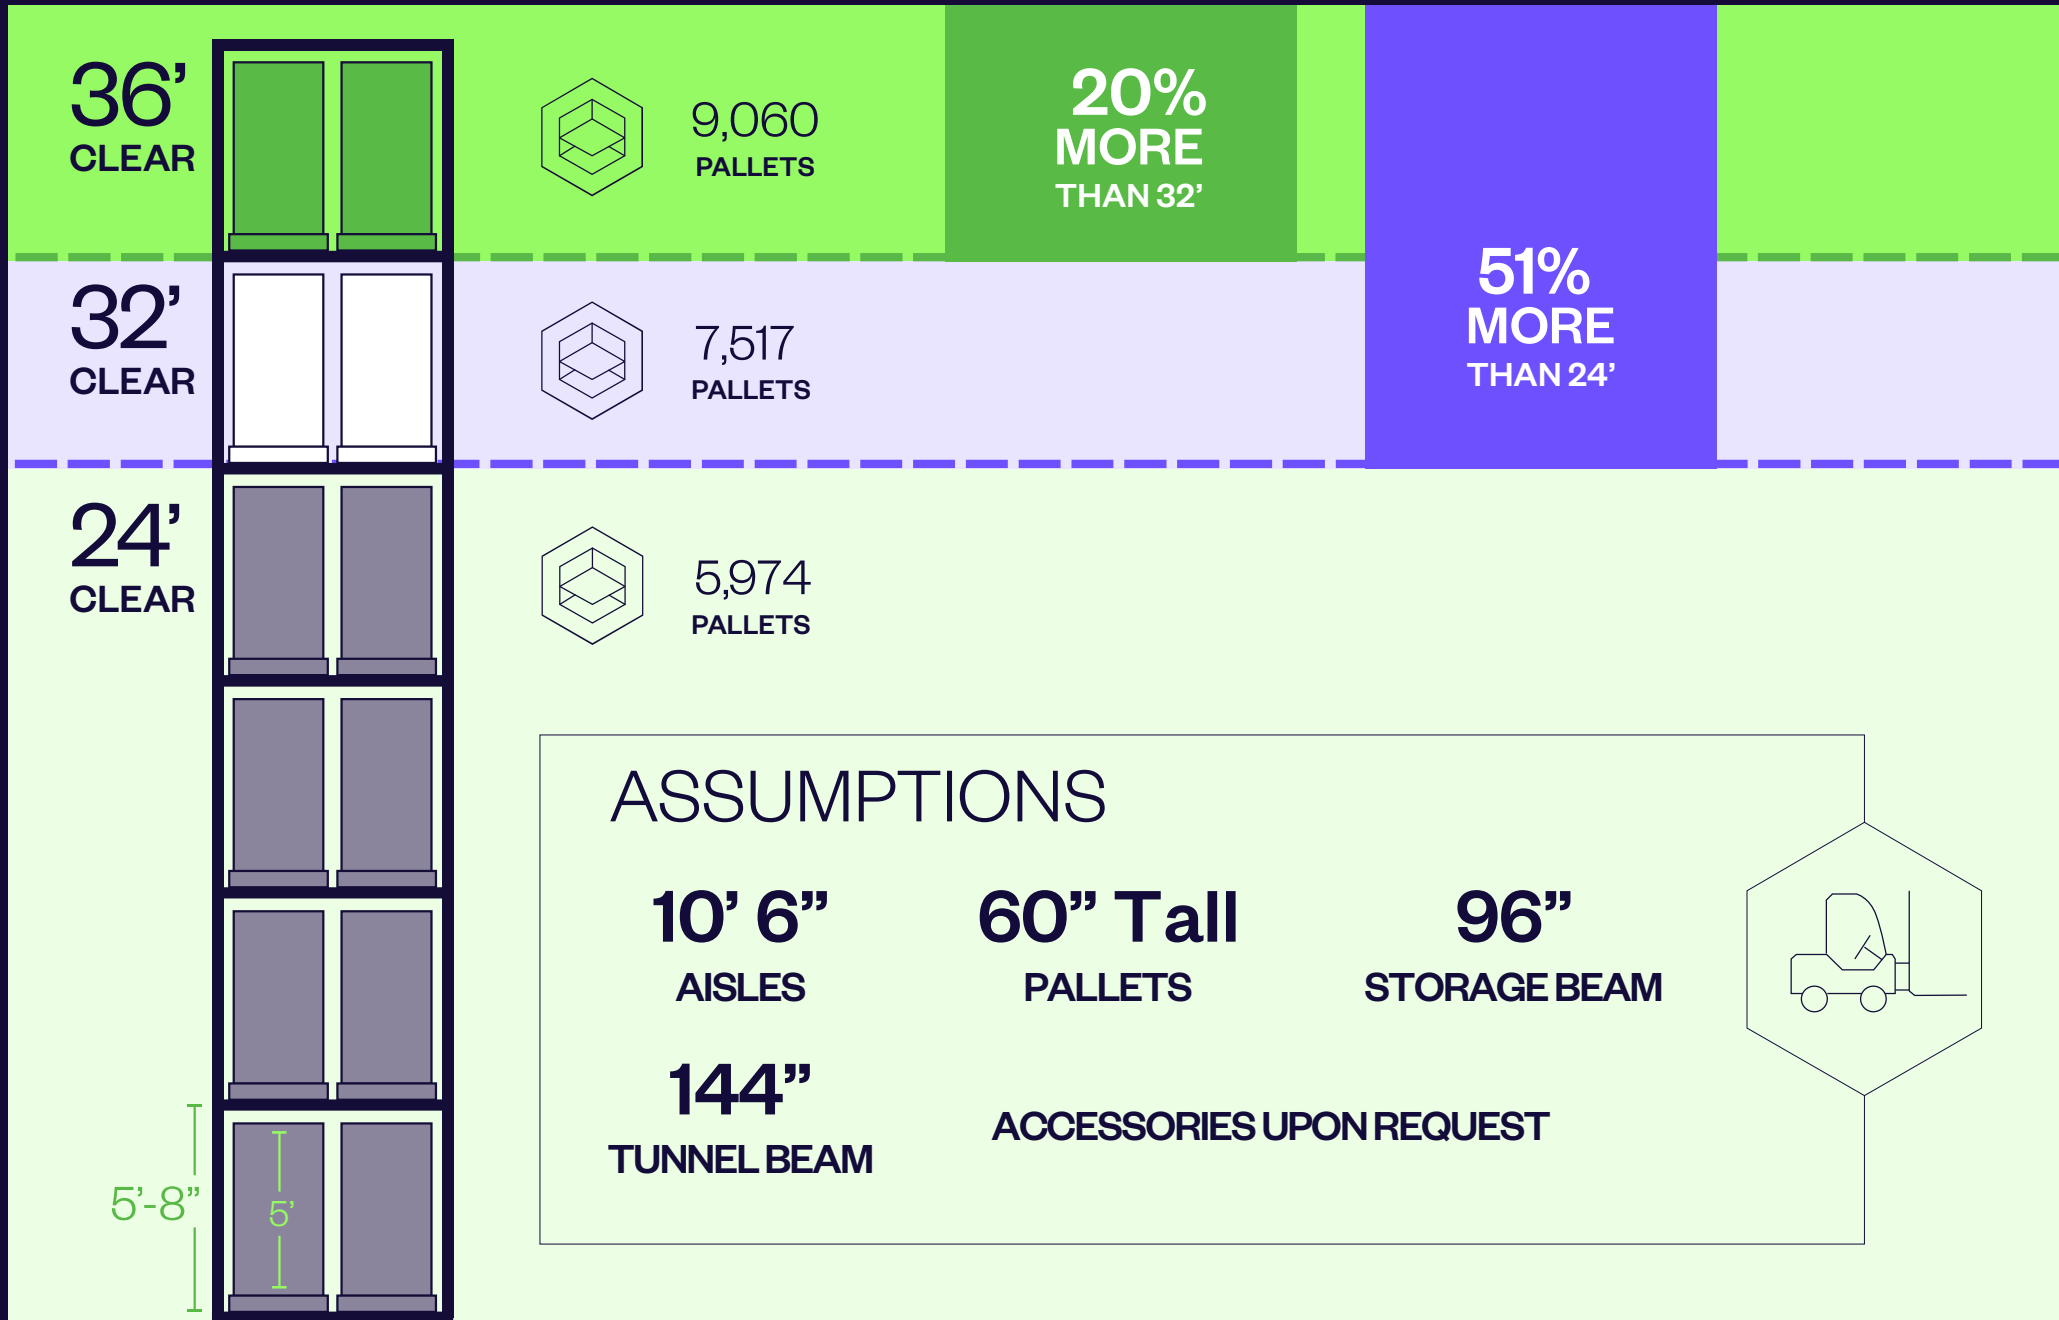 36’
CLEAR
9,060
PALLETS
20%
MORE
THAN 32’
32’
CLEAR
7,517
PALLETS
51%
MORE
THAN 24’
24’
CLEAR
5,974
PALLETS
ASSUMPTIONS
10’ 6”
AISLES
60” Tall
PALLETS
96”
STORAGE BEAM
144”
TUNNEL BEAM
ACCESSORIES UPON REQUEST
5’-8”
5’